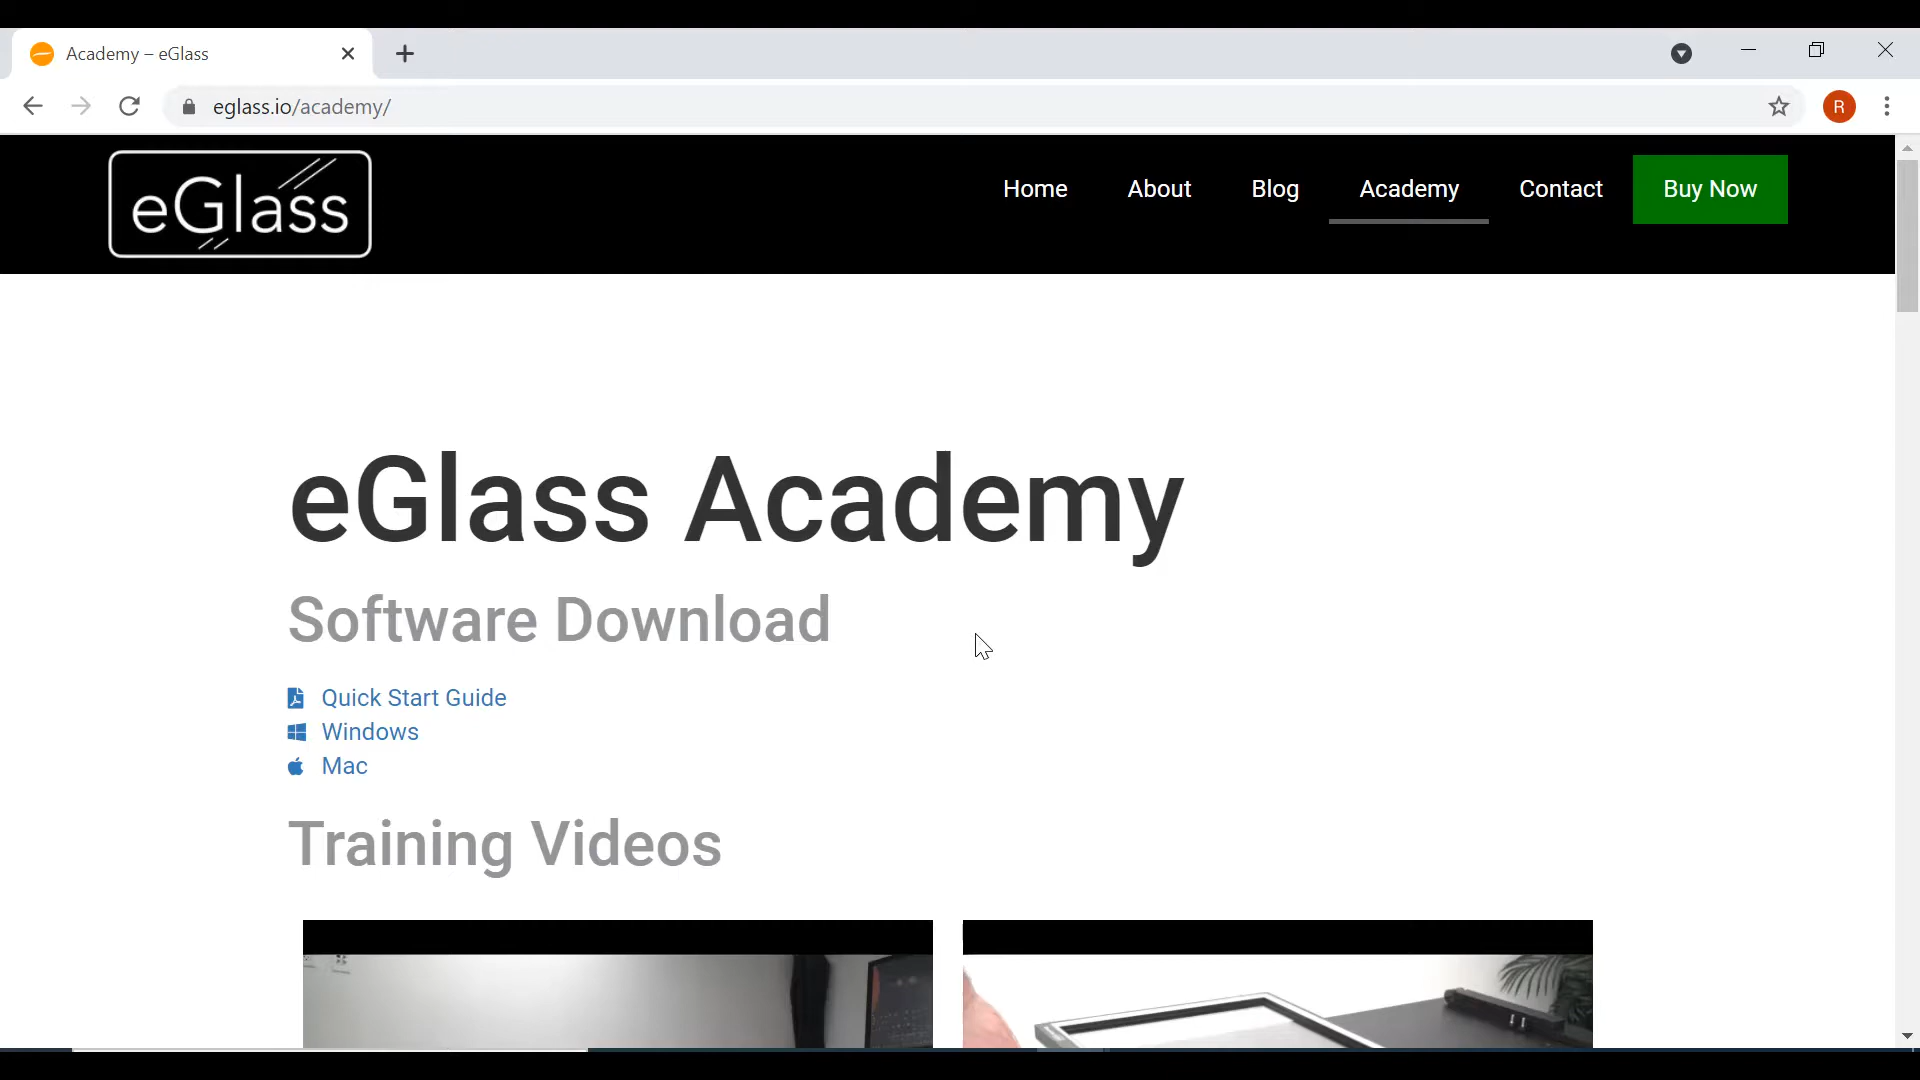 Academy – eGlass
eglass.io/academy/
R
eGlass
Home About Blog Academy Contact Buy Now
eGlass Academy
Software Download
Quick Start Guide
Windows
Mac
Training Videos